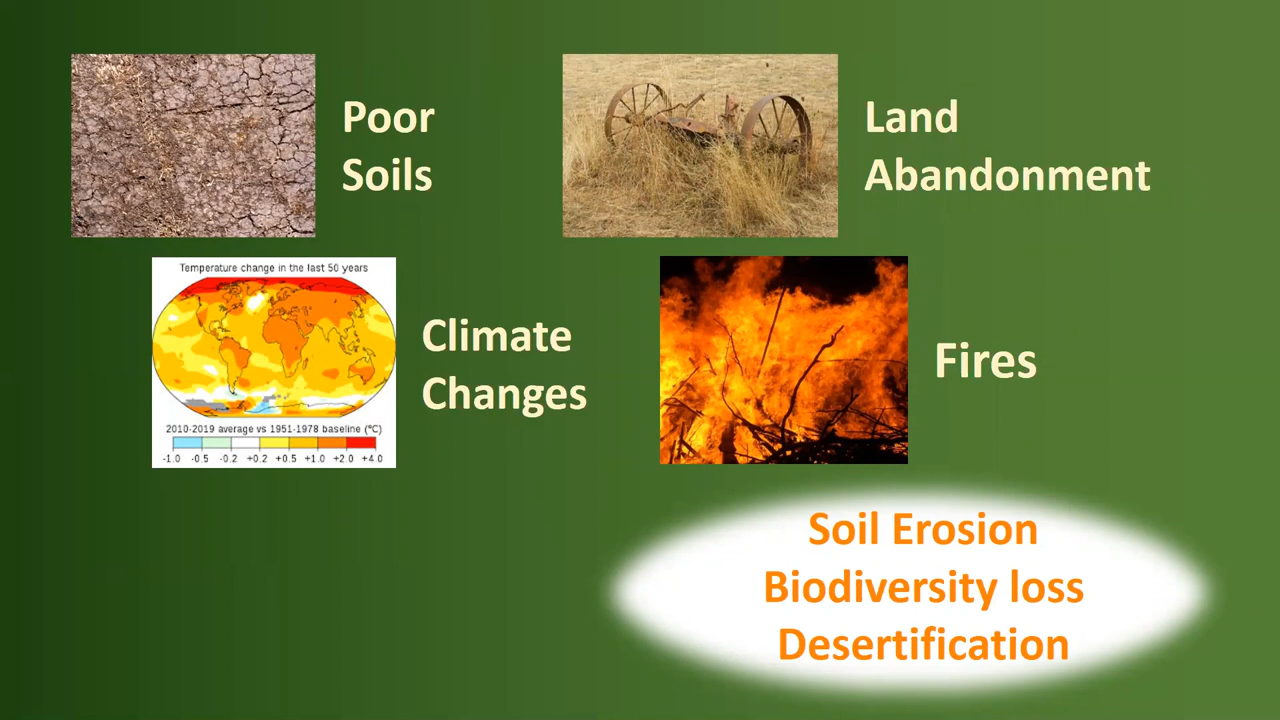 Poor
Soils
Land
Abandonment
Temperature change in the last 50 years
2010-2019 average vs 1951-1978 baseline (°C)
-1.0 -0.5 -0.2 +0.2 +0.5 +1.0 +2.0 +4.0
Climate
Changes
Fires
Soil Erosion
Biodiversity loss
Desertification